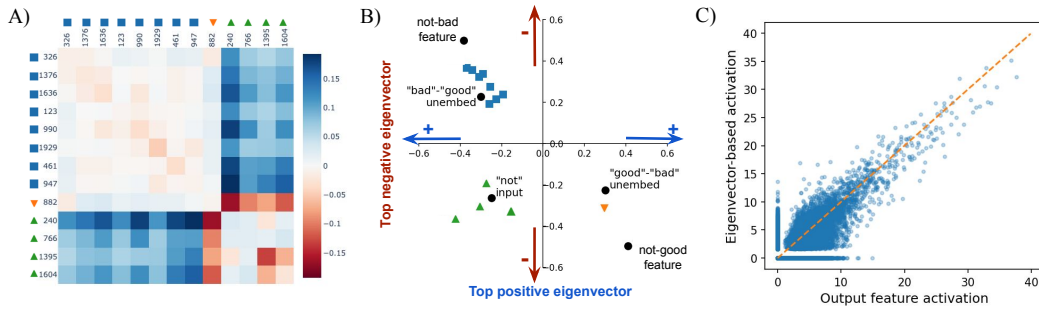 A)
326 1376 1636 123 990 1929 461 947 882 240 766 1395 1604
326
1376
1636
123
990
1929
461
947
882
240
766
1395
1604
0.15
0.1
0.05
0
−0.05
−0.10
−0.15
B)
Top negative eigenvector
not-bad
feature
"bad"-"good"
unembed
"not"
input
"good"-"bad"
unembed
not-good
feature
+
+
-
-
0.6
0.4
0.2
0.0
−0.2
−0.4
−0.6
−0.6 −0.4 −0.2 0.0 0.2 0.4 0.6
Top positive eigenvector
C)
Eigenvector-based activation
40
35
30
25
20
15
10
5
0
0 10 20 30 40
Output feature activation